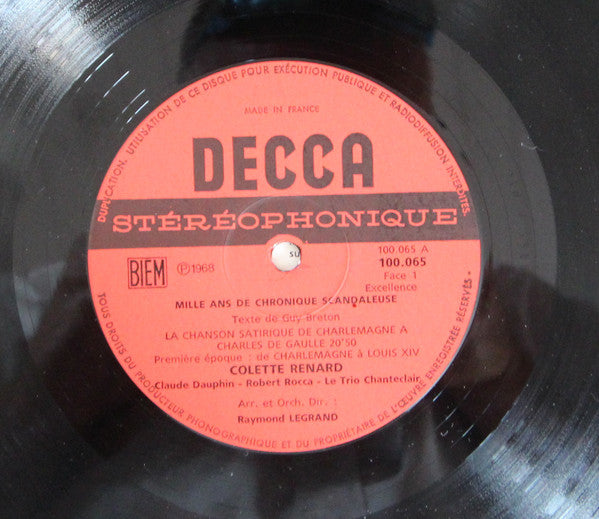 DUPLICATION, UTILISATION DE CE DISQUE POUR EXÉCUTION PUBLIQUE ET RADIODIFFUSION INTERDITES.
MADE IN FRANCE
DECCA
STÉRÉOPHONIQUE
BIEM
Ⓟ1968
su
100.065 A
100.065
Face 1
Excellence
MILLE ANS DE CHRONIQUE SCANDALEUSE
Texte de Guy Breton
LA CHANSON SATIRIQUE DE CHARLEMAGNE A
CHARLES DE GAULLE 20'50
Première époque : de CHARLEMAGNE à LOUIS XIV
COLETTE RENARD
Claude Dauphin - Robert Rocca - Le Trio Chanteclair
Arr. et Orch. Dir. :
Raymond LEGRAND
TOUS DROITS DU PRODUCTEUR PHONOGRAPHIQUE ET DU PROPRIÉTAIRE DE L'ŒUVRE ENREGISTRÉE RÉSERVÉS -